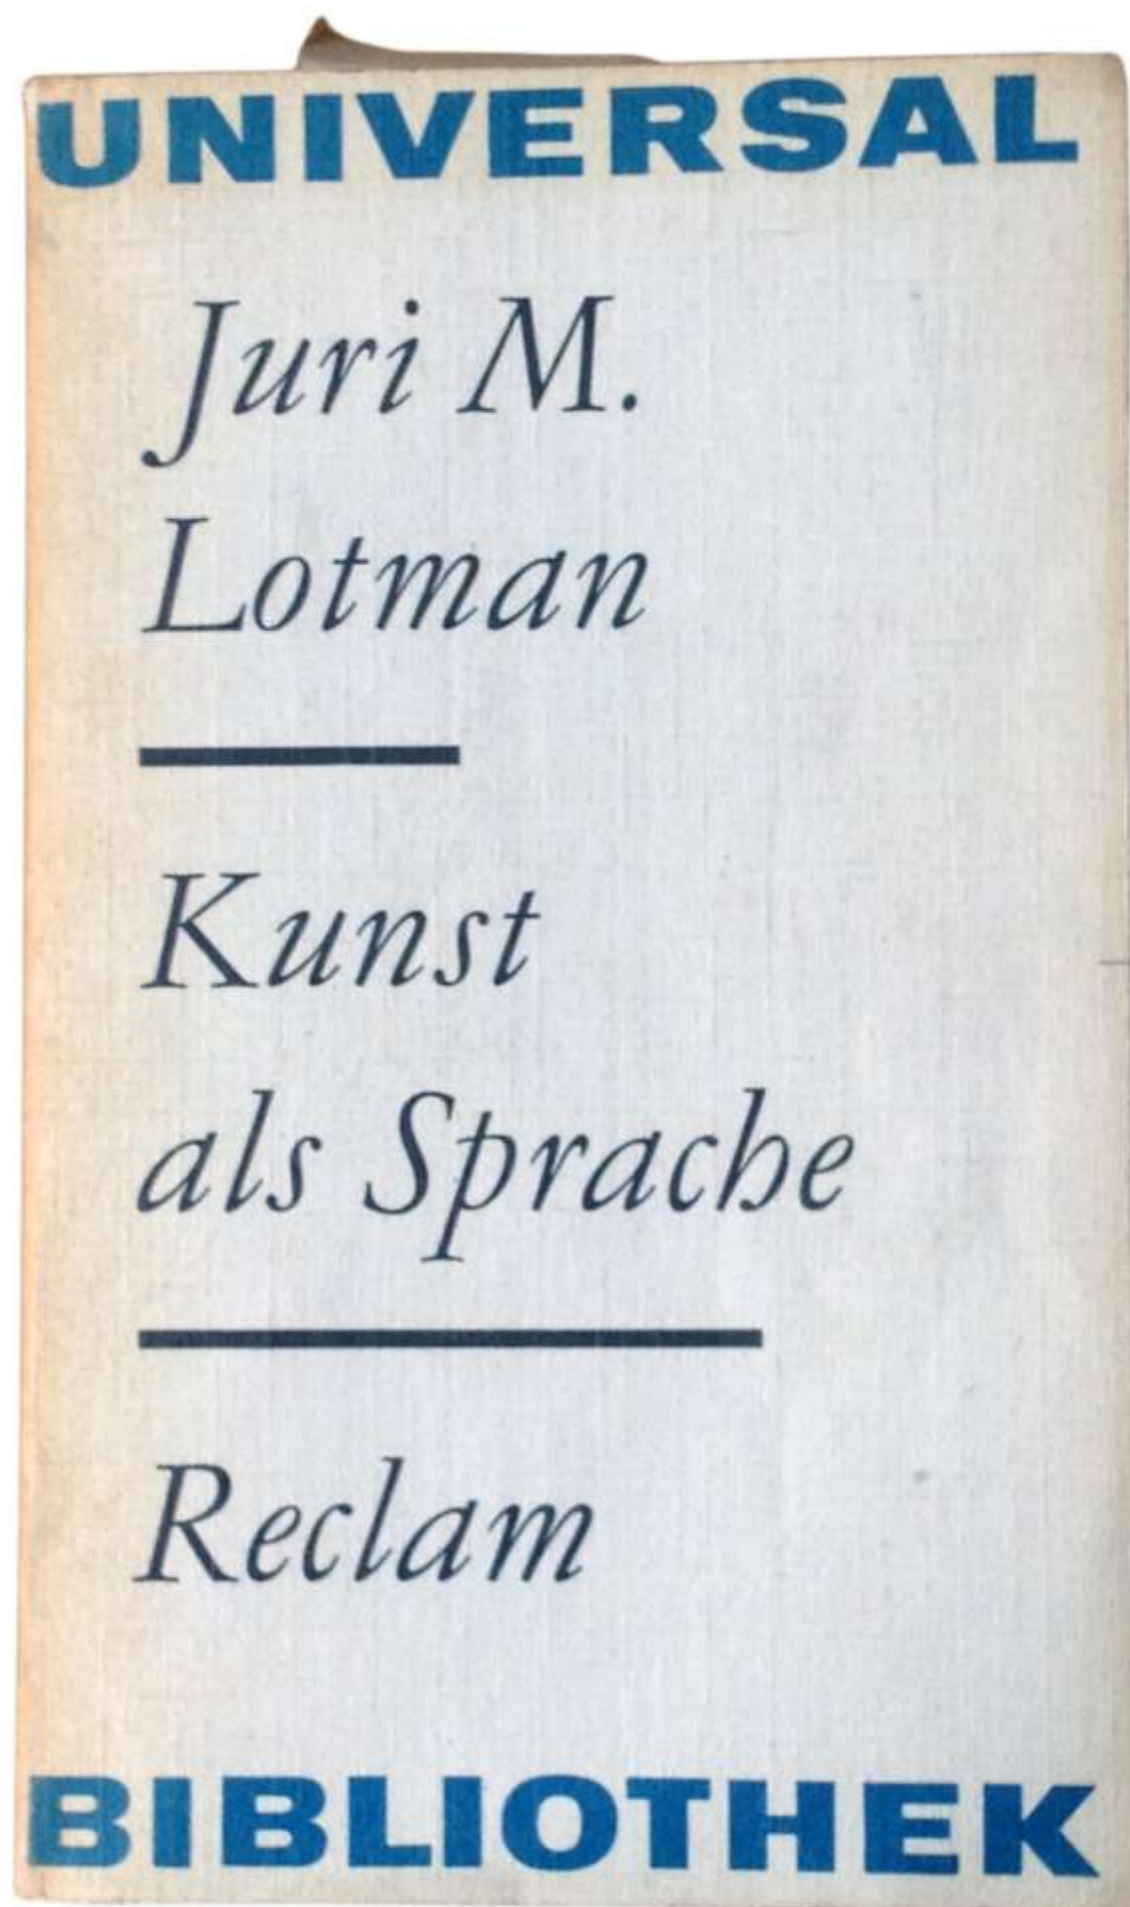 UNIVERSAL
Juri M.
Lotman
Kunst
als Sprache
Reclam
BIBLIOTHEK